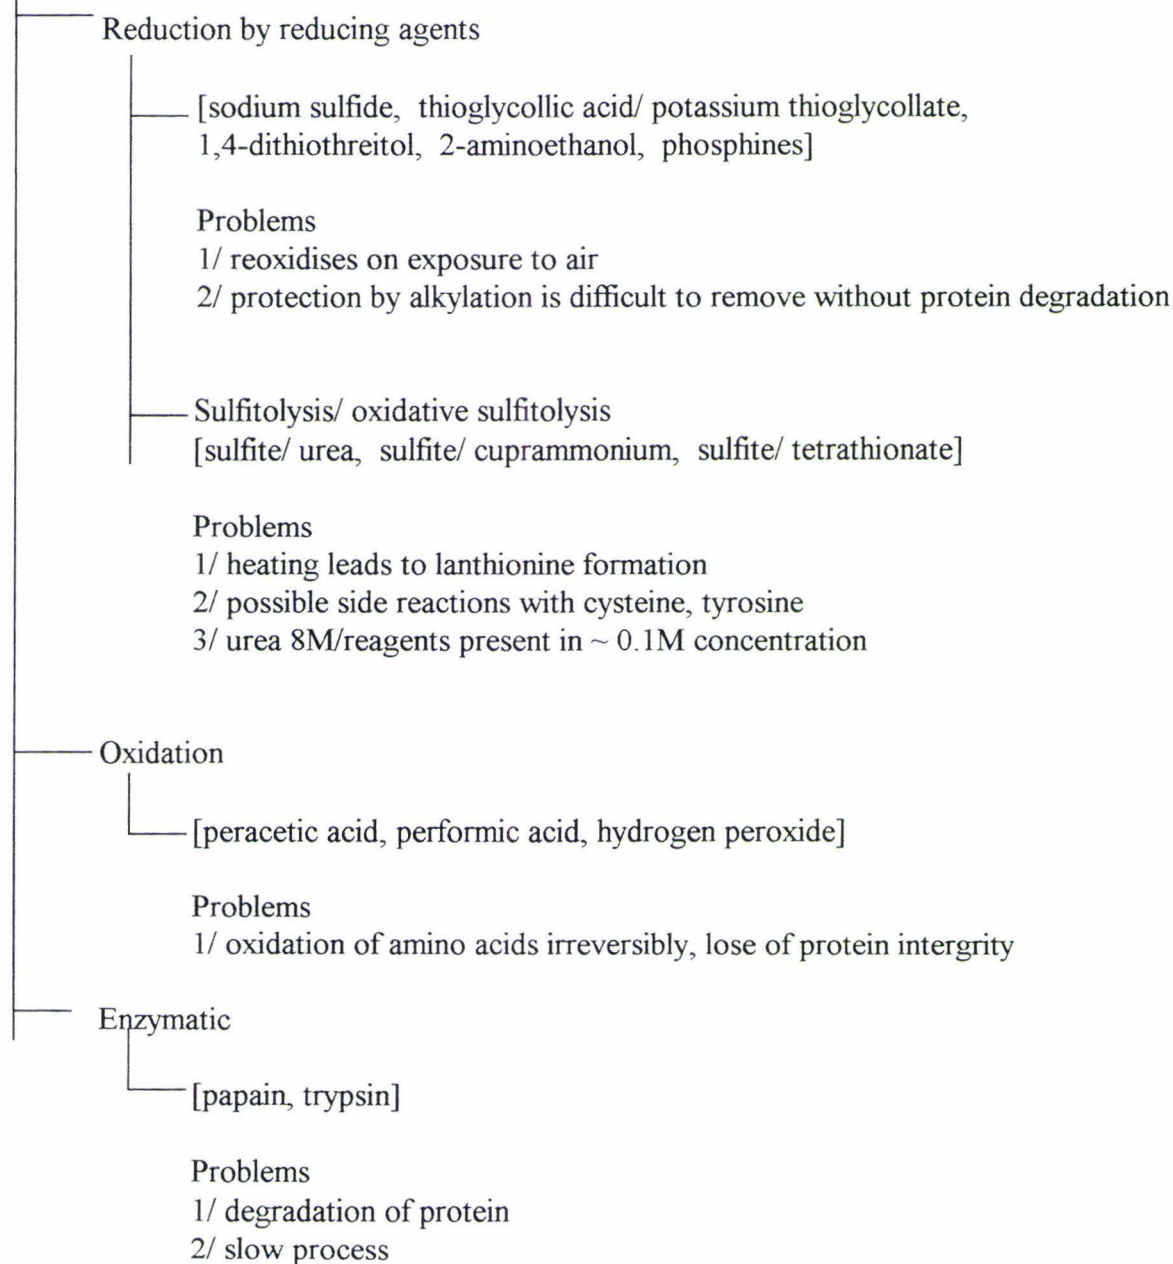 Reduction by reducing agents
[sodium sulfide, thioglycollic acid/ potassium thioglycollate,
1,4-dithiothreitol, 2-aminoethanol, phosphines]
Problems
1/ reoxidises on exposure to air
2/ protection by alkylation is difficult to remove without protein degradation
Sulfitolysis/ oxidative sulfitolysis
[sulfite/ urea, sulfite/ cuprammonium, sulfite/ tetrathionate]
Problems
1/ heating leads to lanthionine formation
2/ possible side reactions with cysteine, tyrosine
3/ urea 8M/reagents present in ~ 0.1M concentration
Oxidation
[peracetic acid, performic acid, hydrogen peroxide]
Problems
1/ oxidation of amino acids irreversibly, lose of protein intergrity
Enzymatic
[papain, trypsin]
Problems
1/ degradation of protein
2/ slow process